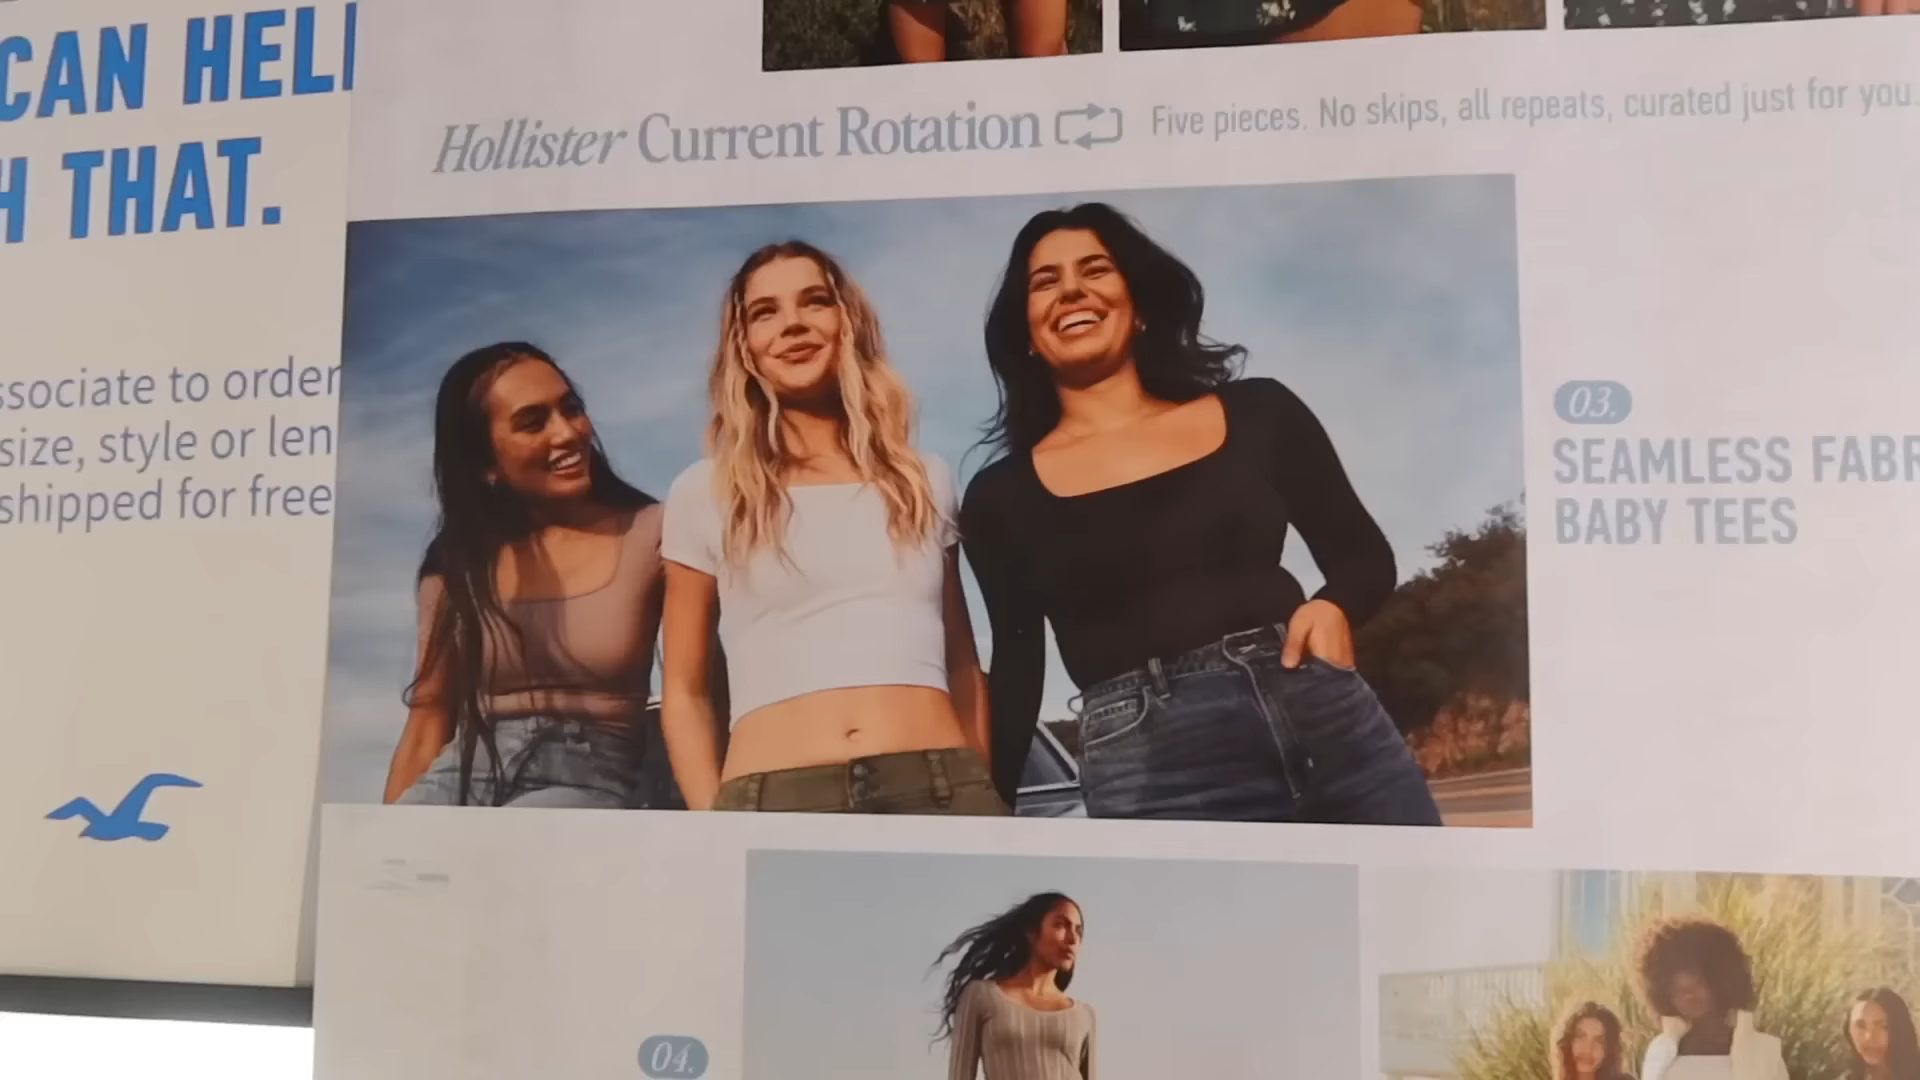 CAN HEL
H THAT.
ssociate to order
size, style or len
shipped for free
Hollister Current Rotation
Five pieces. No skips, all repeats, curated just for you.
03.
SEAMLESS FABR
BABY TEES
04.